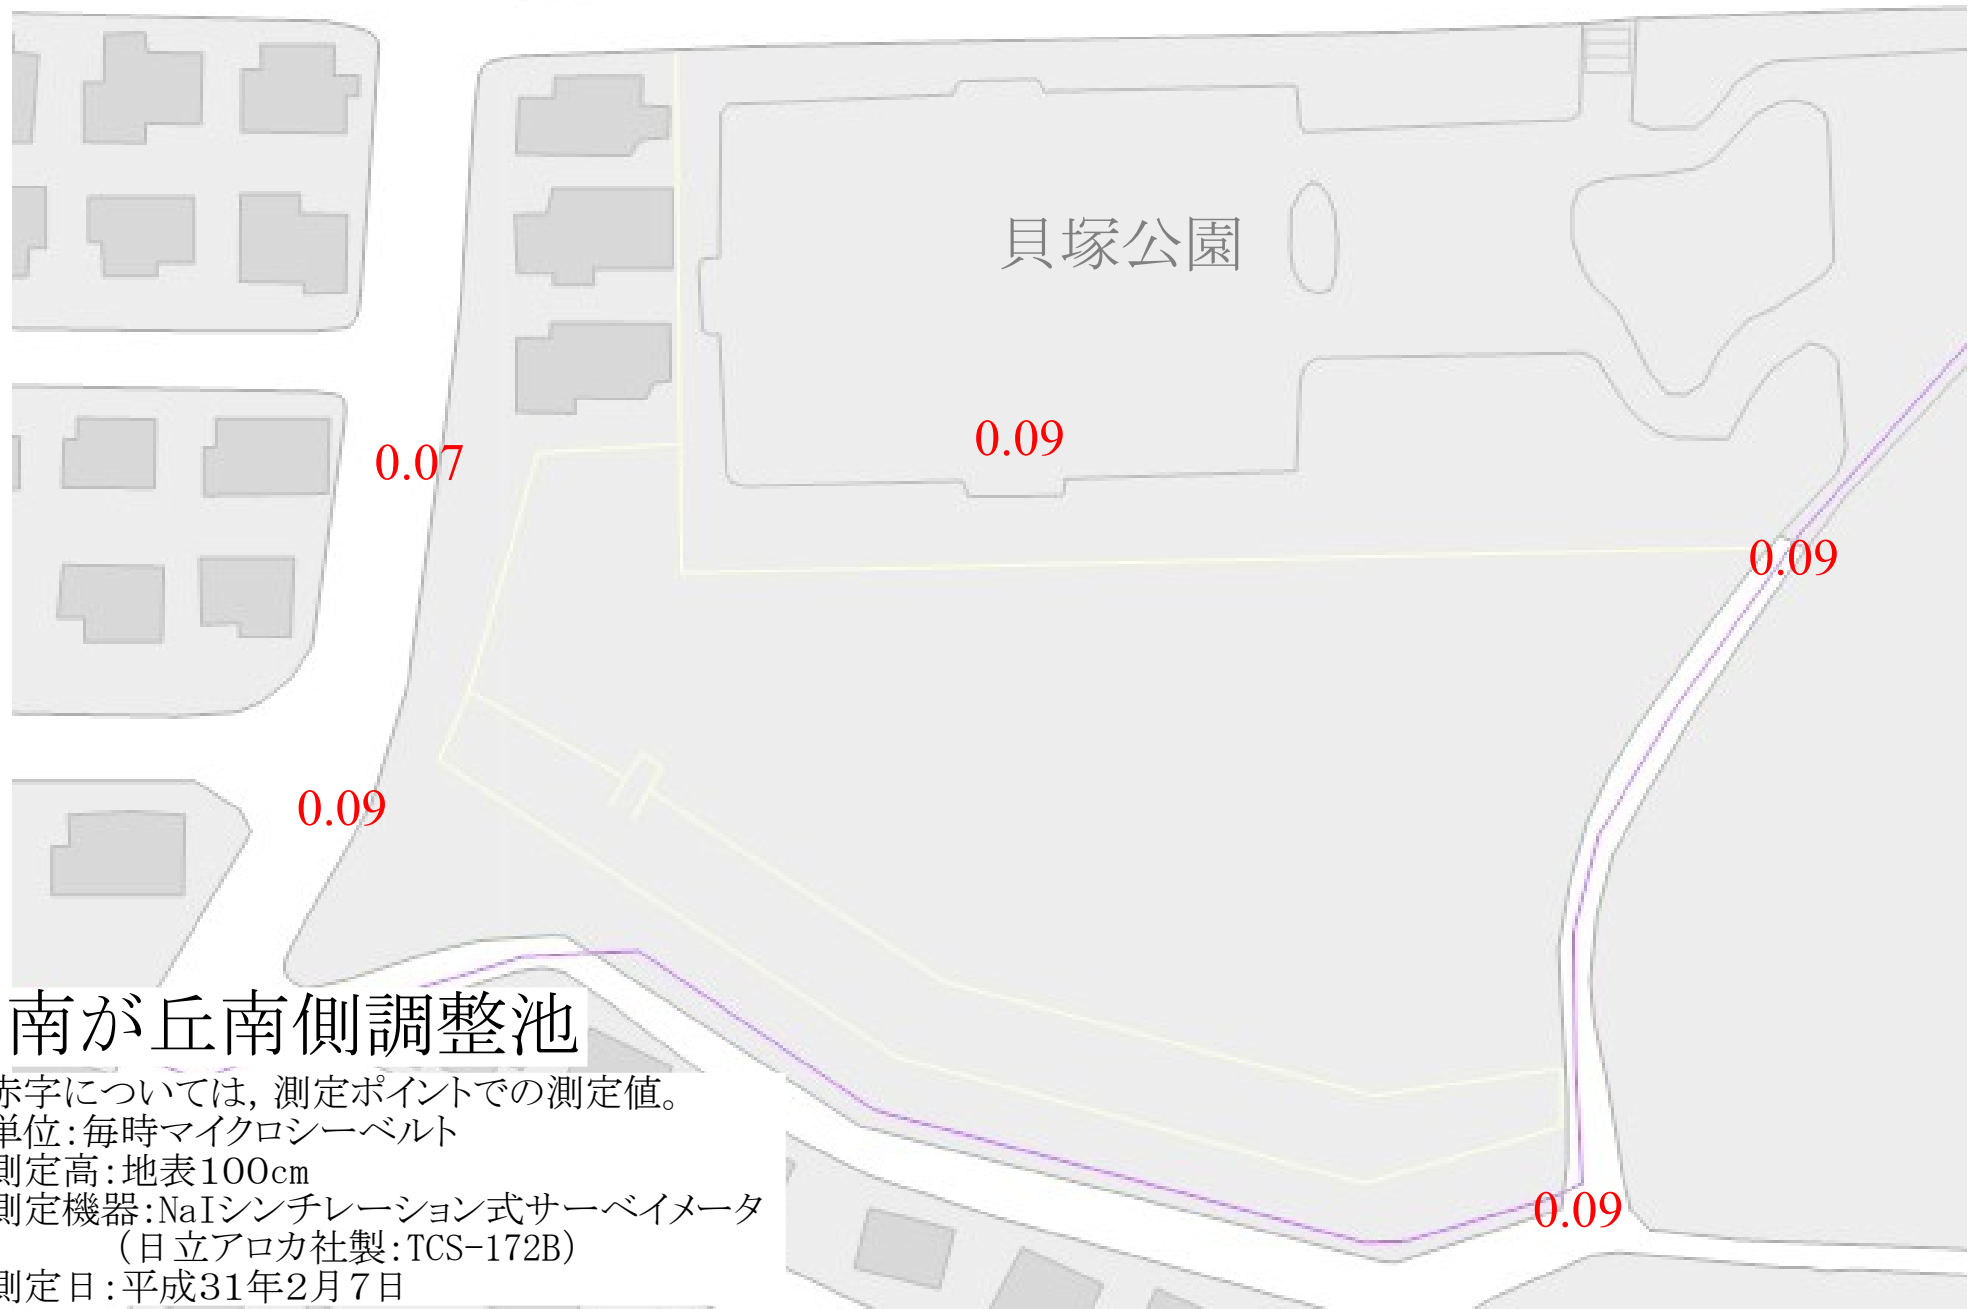 貝塚公園
0.09
0.07
0.09
0.09
0.09
南が丘南側調整池
赤字については,測定ポイントでの測定値。
単位:毎時マイクロシーベルト
測定高:地表100cm
測定機器:NaIシンチレーション式サーベイメータ
(日立アロカ社製:TCS-172B)
測定日:平成31年2月7日